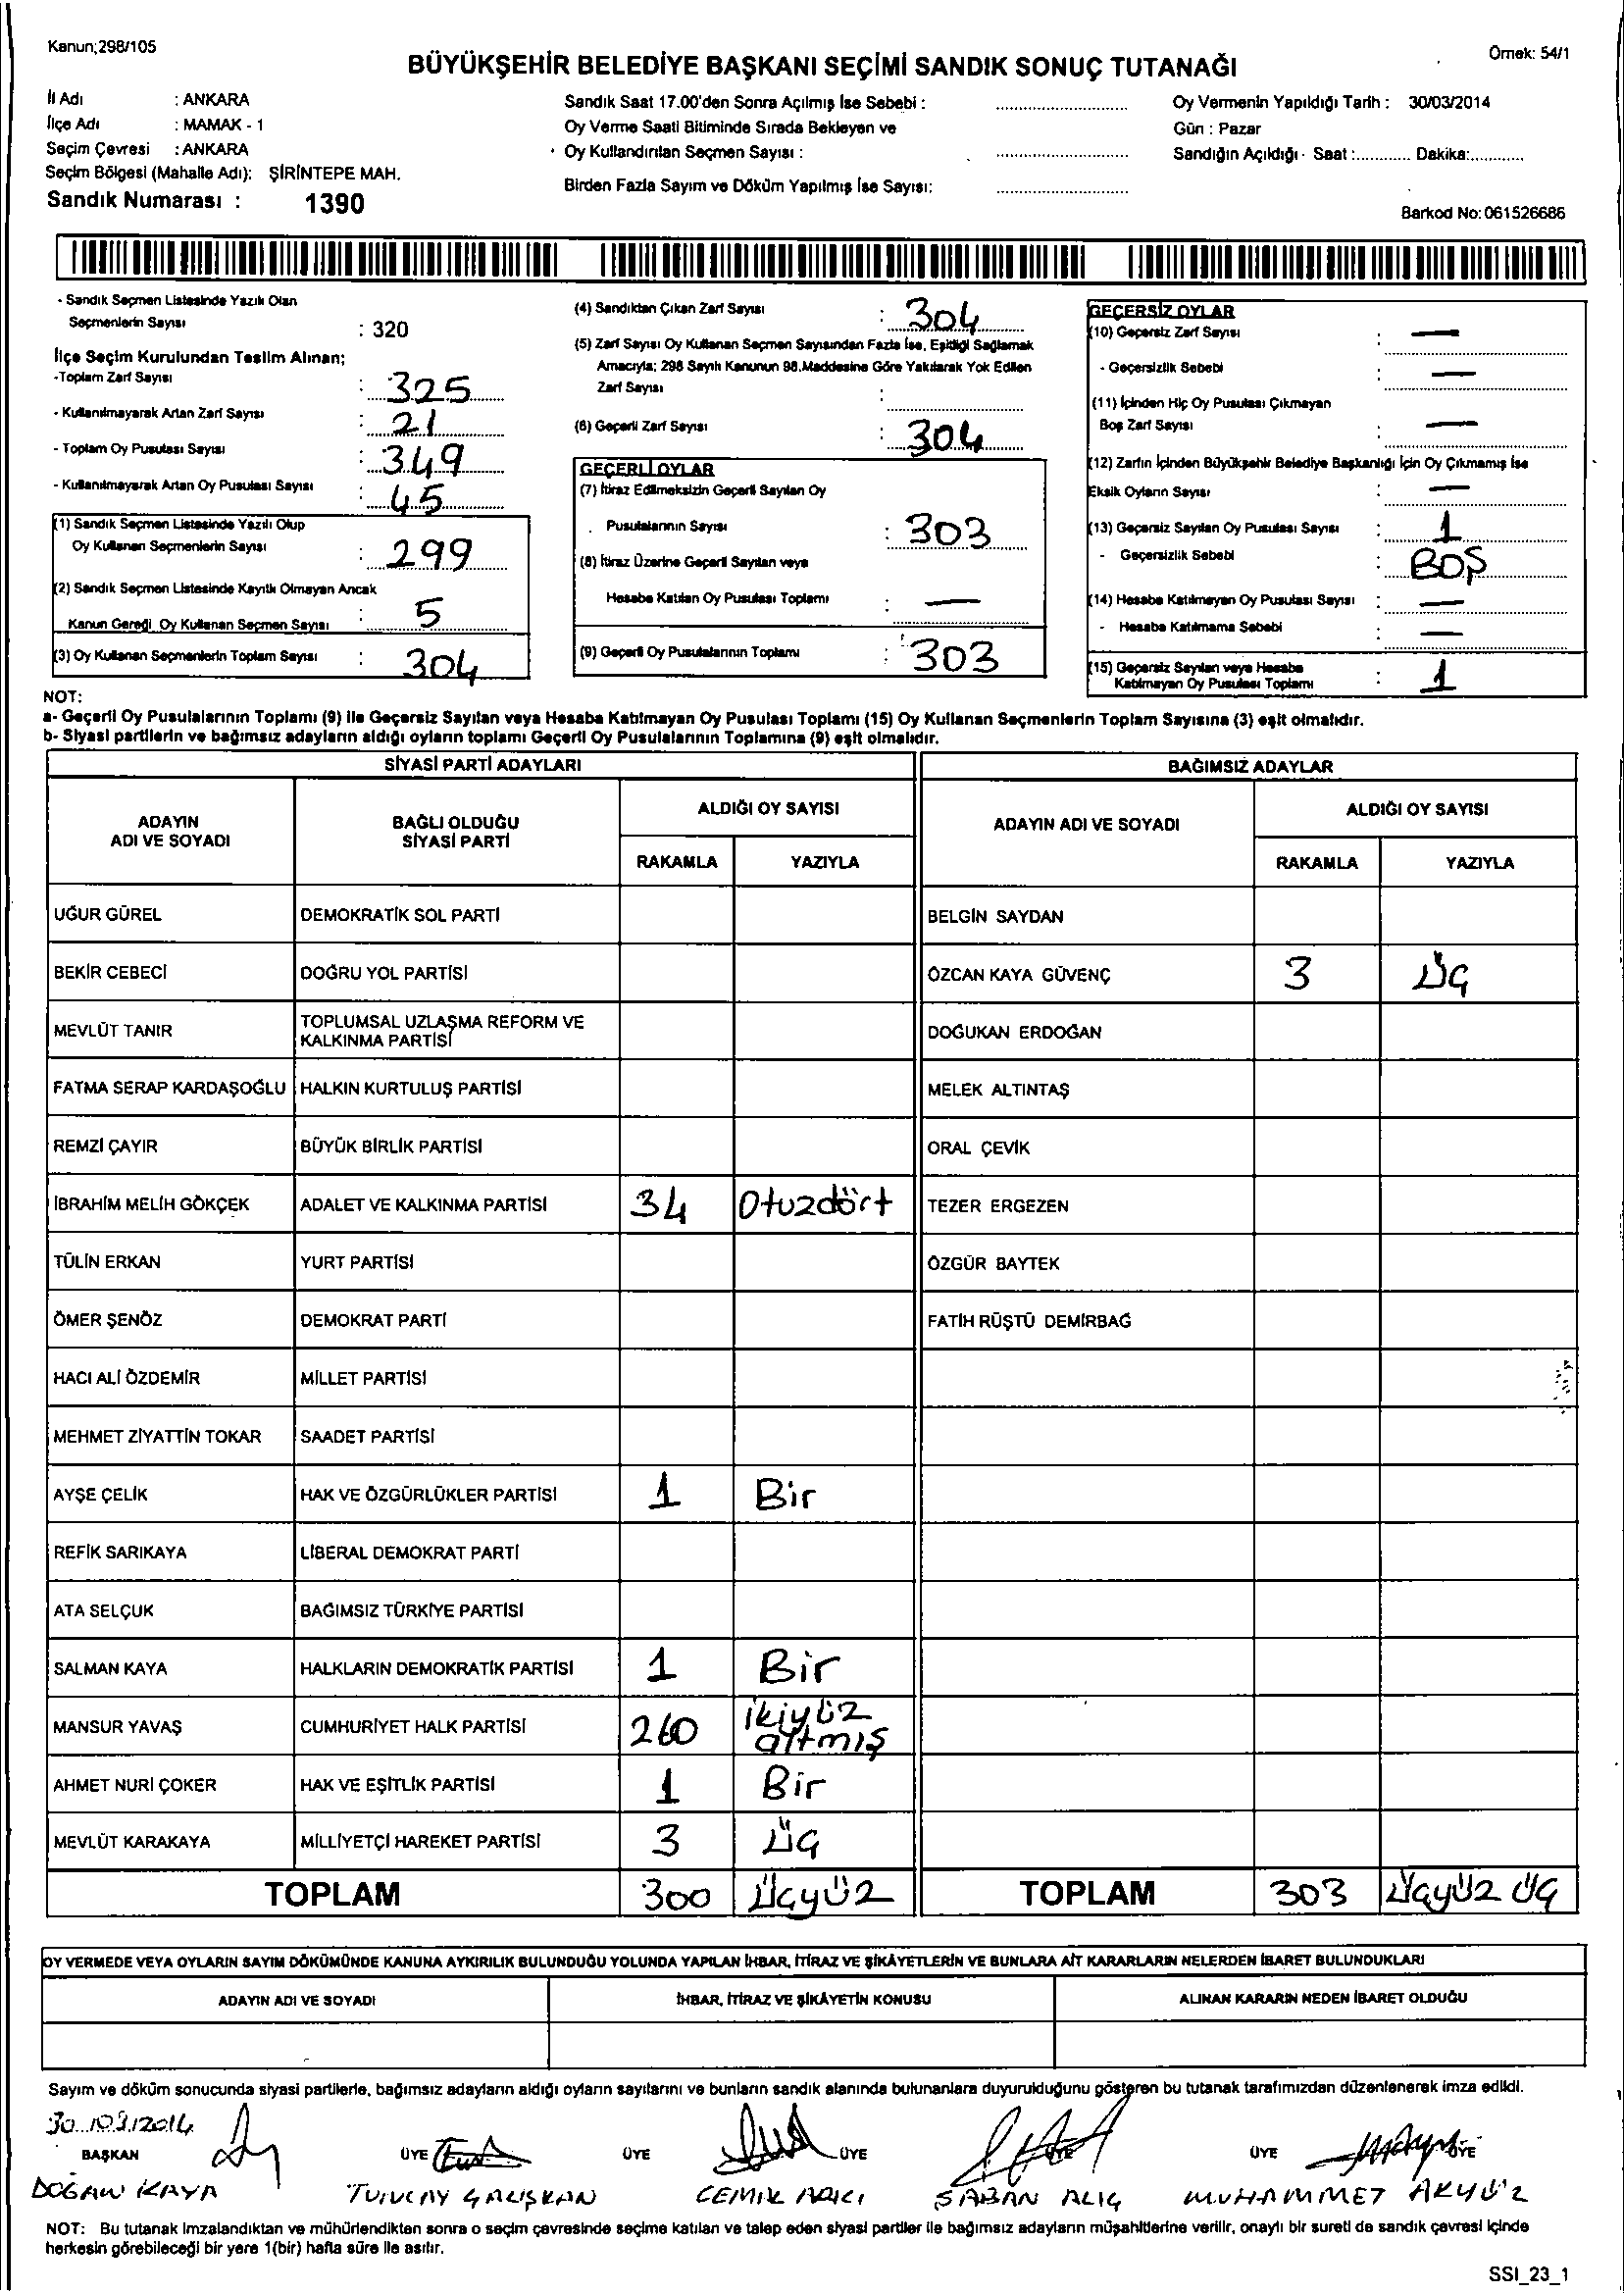 Kanun;298/105
Örnek: 54/1
BÜYÜKŞEHİR BELEDİYE BAŞKANI SEÇİMİ SANDIK SONUÇ TUTANAĞI
İl Adı : ANKARA
İlçe Adı : MAMAK - 1
Seçim Çevresi : ANKARA
Seçim Bölgesi (Mahalle Adı): ŞİRİNTEPE MAH.
Sandık Numarası : 1390
Sandık Saat 17.00'den Sonra Açılmış İse Sebebi :
Oy Verme Saati Bitiminde Sırada Bekleyen ve
Oy Kullandırılan Seçmen Sayısı :
Birden Fazla Sayım ve Döküm Yapılmış İse Sayısı:
Oy Vermenin Yapıldığı Tarih : 30/03/2014
Gün : Pazar
Sandığın Açıldığı - Saat :............ Dakika:............
Barkod No: 061526686
- Sandık Seçmen Listesinde Yazılı Olan
Seçmenlerin Sayısı : 320
İlçe Seçim Kurulundan Teslim Alınan;
-Toplam Zarf Sayısı : 325
- Kullanılmayarak Artan Zarf Sayısı : 21
- Toplam Oy Pusulası Sayısı : 349
- Kullanılmayarak Artan Oy Pusulası Sayısı : 45
(1) Sandık Seçmen Listesinde Yazılı Olup
Oy Kullanan Seçmenlerin Sayısı : 299
(2) Sandık Seçmen Listesinde Kayıtlı Olmayan Ancak
Kanun Gereği Oy Kullanan Seçmen Sayısı : 5
(3) Oy Kullanan Seçmenlerin Toplam Sayısı : 304
(4) Sandıktan Çıkan Zarf Sayısı : 304
(5) Zarf Sayısı Oy Kullanan Seçmen Sayısından Fazla İse, Eşitliği Sağlamak
Amacıyla; 298 Sayılı Kanunun 98.Maddesine Göre Yakılarak Yok Edilen
Zarf Sayısı :
(6) Geçerli Zarf Sayısı : 304
GEÇERLİ OYLAR
(7) İtiraz Edilmeksizin Geçerli Sayılan Oy
Pusulalarının Sayısı : 303
(8) İtiraz Üzerine Geçerli Sayılan veya
Hesaba Katılan Oy Pusulası Toplamı : —
(9) Geçerli Oy Pusulalarının Toplamı : 303
GEÇERSİZ OYLAR
(10) Geçersiz Zarf Sayısı : —
- Geçersizlik Sebebi : —
(11) İçinden Hiç Oy Pusulası Çıkmayan
Boş Zarf Sayısı : —
(12) Zarfın İçinden Büyükşehir Belediye Başkanlığı İçin Oy Çıkmamış İse
Eksik Oyların Sayısı : —
(13) Geçersiz Sayılan Oy Pusulası Sayısı : 1
- Geçersizlik Sebebi : BOŞ
(14) Hesaba Katılmayan Oy Pusulası Sayısı : —
- Hesaba Katılmama Sebebi : —
(15) Geçersiz Sayılan veya Hesaba
Katılmayan Oy Pusulası Toplamı : 1
NOT:
a- Geçerli Oy Pusulalarının Toplamı (9) ile Geçersiz Sayılan veya Hesaba Katılmayan Oy Pusulası Toplamı (15) Oy Kullanan Seçmenlerin Toplam Sayısına (3) eşit olmalıdır.
b- Siyasi partilerin ve bağımsız adayların aldığı oyların toplamı Geçerli Oy Pusulalarının Toplamına (9) eşit olmalıdır.
SİYASİ PARTİ ADAYLARI BAĞIMSIZ ADAYLAR
ADAYIN ADI VE SOYADI BAĞLI OLDUĞU SİYASİ PARTİ ALDIĞI OY SAYISI ADAYIN ADI VE SOYADI ALDIĞI OY SAYISI
RAKAMLA YAZIYLA RAKAMLA YAZIYLA
UĞUR GÜREL DEMOKRATİK SOL PARTİ BELGİN SAYDAN
BEKİR CEBECİ DOĞRU YOL PARTİSİ ÖZCAN KAYA GÜVENÇ 3 ÜÇ
MEVLÜT TANIR TOPLUMSAL UZLAŞMA REFORM VE KALKINMA PARTİSİ DOĞUKAN ERDOĞAN
FATMA SERAP KARDAŞOĞLU HALKIN KURTULUŞ PARTİSİ MELEK ALTINTAŞ
REMZİ ÇAYIR BÜYÜK BİRLİK PARTİSİ ORAL ÇEVİK
İBRAHİM MELİH GÖKÇEK ADALET VE KALKINMA PARTİSİ 34 Otuzdört TEZER ERGEZEN
TÜLİN ERKAN YURT PARTİSİ ÖZGÜR BAYTEK
ÖMER ŞENÖZ DEMOKRAT PARTİ FATİH RÜŞTÜ DEMİRBAĞ
HACI ALİ ÖZDEMİR MİLLET PARTİSİ
MEHMET ZİYATTİN TOKAR SAADET PARTİSİ
AYŞE ÇELİK HAK VE ÖZGÜRLÜKLER PARTİSİ 1 Bir
REFİK SARIKAYA LİBERAL DEMOKRAT PARTİ
ATA SELÇUK BAĞIMSIZ TÜRKİYE PARTİSİ
SALMAN KAYA HALKLARIN DEMOKRATİK PARTİSİ 1 Bir
MANSUR YAVAŞ CUMHURİYET HALK PARTİSİ 260 ikiyüz altmış
AHMET NURİ ÇOKER HAK VE EŞİTLİK PARTİSİ 1 Bir
MEVLÜT KARAKAYA MİLLİYETÇİ HAREKET PARTİSİ 3 ÜÇ
TOPLAM 300 Üçyüz TOPLAM 303 Üçyüz üç
OY VERMEDE VEYA OYLARIN SAYIM DÖKÜMÜNDE KANUNA AYKIRILIK BULUNDUĞU YOLUNDA YAPILAN İHBAR, İTİRAZ VE ŞİKÂYETLERİN VE BUNLARA AİT KARARLARIN NELERDEN İBARET BULUNDUKLARI
ADAYIN ADI VE SOYADI İHBAR, İTİRAZ VE ŞİKÂYETİN KONUSU ALINAN KARARIN NEDEN İBARET OLDUĞU
Sayım ve döküm sonucunda siyasi partilerle, bağımsız adayların aldığı oyların sayılarını ve bunların sandık alanında bulunanlara duyurulduğunu gösteren bu tutanak tarafımızdan düzenlenerek imza edildi.
30/03/2014
BAŞKAN ÜYE ÜYE ÜYE ÜYE ÜYE ÜYE
DOĞAN KAYA TUNCAY ÇALIŞKAN CEMİL ŞABAN ALIÇ MUHAMMET AKYÜZ
NOT: Bu tutanak imzalandıktan ve mühürlendikten sonra o seçim çevresinde seçime katılan ve talep eden siyasi partiler ile bağımsız adayların müşahitlerine verilir, onaylı bir sureti de sandık çevresi içinde
herkesin görebileceği bir yere 1(bir) hafta süre ile asılır.
SSI_23_1